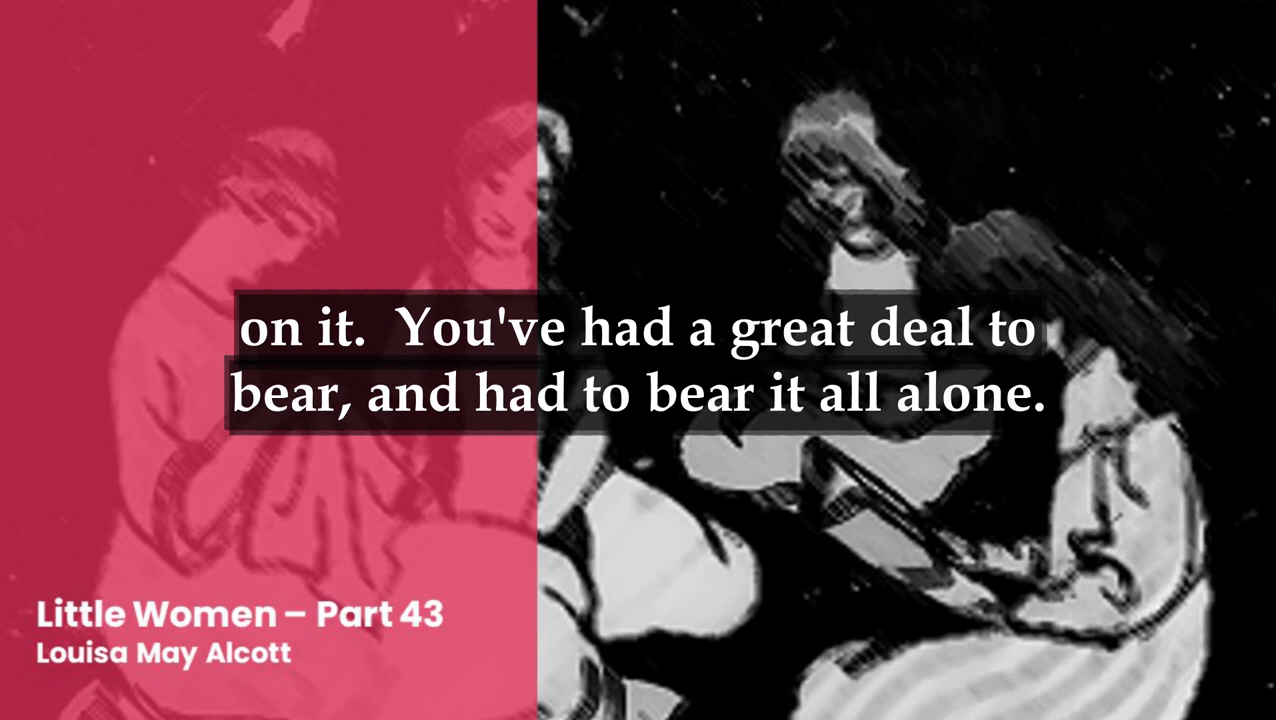 on it.  You've had a great deal to
bear, and had to bear it all alone.
Little Women – Part 43
Louisa May Alcott